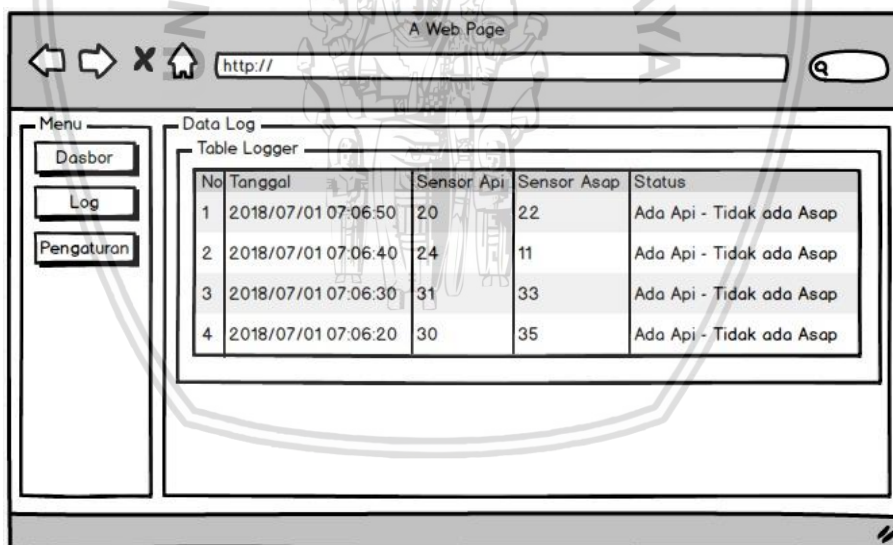 A Web Page
http://
Menu
Dasbor
Log
Pengaturan
Data Log
Table Logger
No Tanggal Sensor Api Sensor Asap Status
1 2018/07/01 07:06:50 20 22 Ada Api - Tidak ada Asap
2 2018/07/01 07:06:40 24 11 Ada Api - Tidak ada Asap
3 2018/07/01 07:06:30 31 33 Ada Api - Tidak ada Asap
4 2018/07/01 07:06:20 30 35 Ada Api - Tidak ada Asap